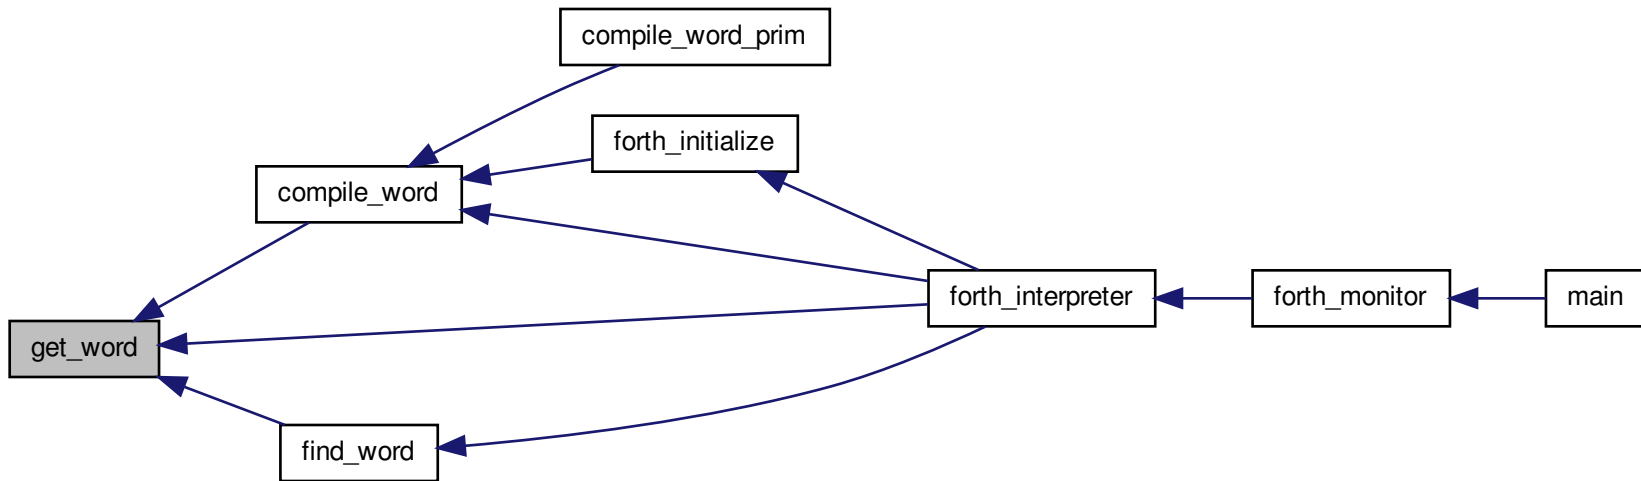 compile_word_prim
forth_initialize
compile_word
forth_interpreter
forth_monitor
main
get_word
find_word